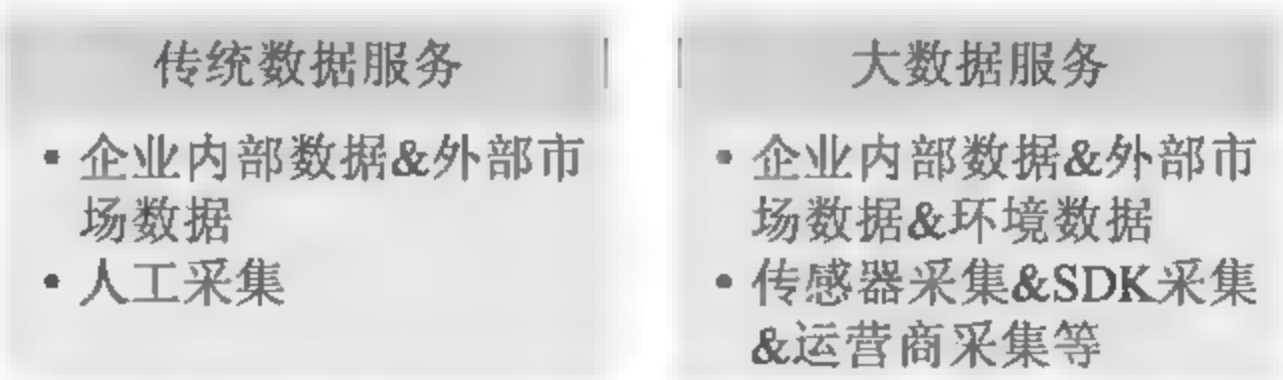 传统数据服务
• 企业内部数据&外部市
场数据
• 人工采集
大数据服务
• 企业内部数据&外部市
场数据&环境数据
• 传感器采集&SDK采集
&运营商采集等